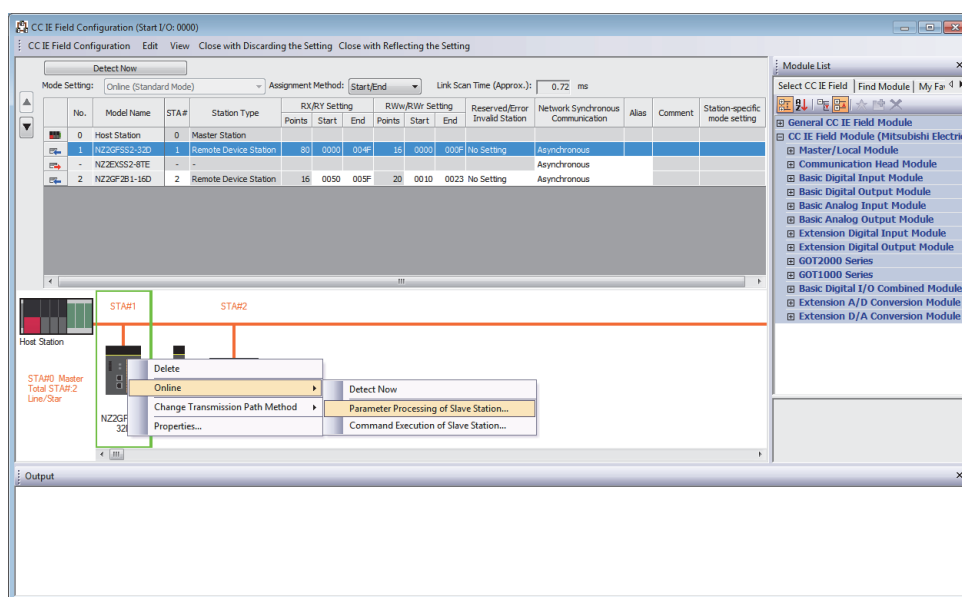 CC IE Field Configuration (Start I/O: 0000)
CC IE Field Configuration Edit View Close with Discarding the Setting Close with Reflecting the Setting
Detect Now
Mode Setting: Online (Standard Mode) Assignment Method: Start/End Link Scan Time (Approx.): 0.72 ms
No. Model Name STA# Station Type RX/RY Setting RWw/RWr Setting Reserved/Error Invalid Station Network Synchronous Communication Alias Comment Station-specific mode setting
Points Start End Points Start End
0 Host Station 0 Master Station
1 NZ2GFSS2-32D 1 Remote Device Station 80 0000 004F 16 0000 000F No Setting Asynchronous
- NZ2EXSS2-8TE - - Asynchronous
2 NZ2GF2B1-16D 2 Remote Device Station 16 0050 005F 20 0010 0023 No Setting Asynchronous
STA#1 STA#2
Host Station
STA#0 Master
Total STA#:2
Line/Star
NZ2GF
32
Delete
Online
Change Transmission Path Method
Properties...
Detect Now
Parameter Processing of Slave Station...
Command Execution of Slave Station...
Module List
Select CC IE Field Find Module My Fa
General CC IE Field Module
CC IE Field Module (Mitsubishi Electri
Master/Local Module
Communication Head Module
Basic Digital Input Module
Basic Digital Output Module
Basic Analog Input Module
Basic Analog Output Module
Extension Digital Input Module
Extension Digital Output Module
GOT2000 Series
GOT1000 Series
Basic Digital I/O Combined Module
Extension A/D Conversion Module
Extension D/A Conversion Module
Output